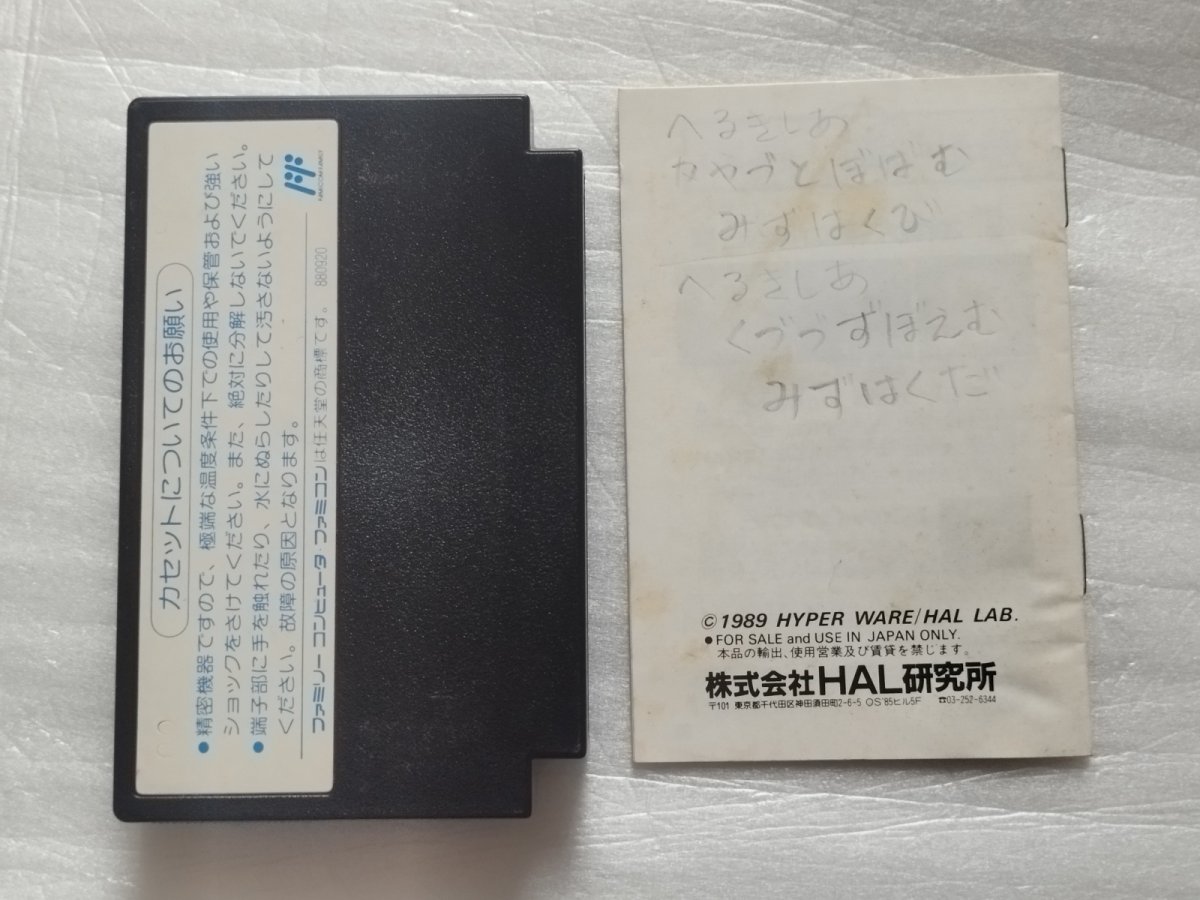 カセットについてのお願い
●精密機器ですので、極端な温度条件下での使用や保管および強い
ショックをさけてください。また、絶対に分解しないでください。
●端子部に手を触れたり、水にぬらしたりして汚さないようにして
ください。故障の原因となります。
ファミリーコンピュータ・ファミコンは任天堂の商標です。 880920
FAMICOM FAMILY
へるきしあ
かやづとぼばむ
みずはくび
へるきしあ
くづづずぼえむ
みずはくだ
©1989 HYPER WARE/HAL LAB.
●FOR SALE and USE IN JAPAN ONLY.
本品の輸出、使用営業及び賃貸を禁じます。
株式会社HAL研究所
〒101 東京都千代田区神田須田町2-6-5 OS'85ビル5F ☎03-252-6344